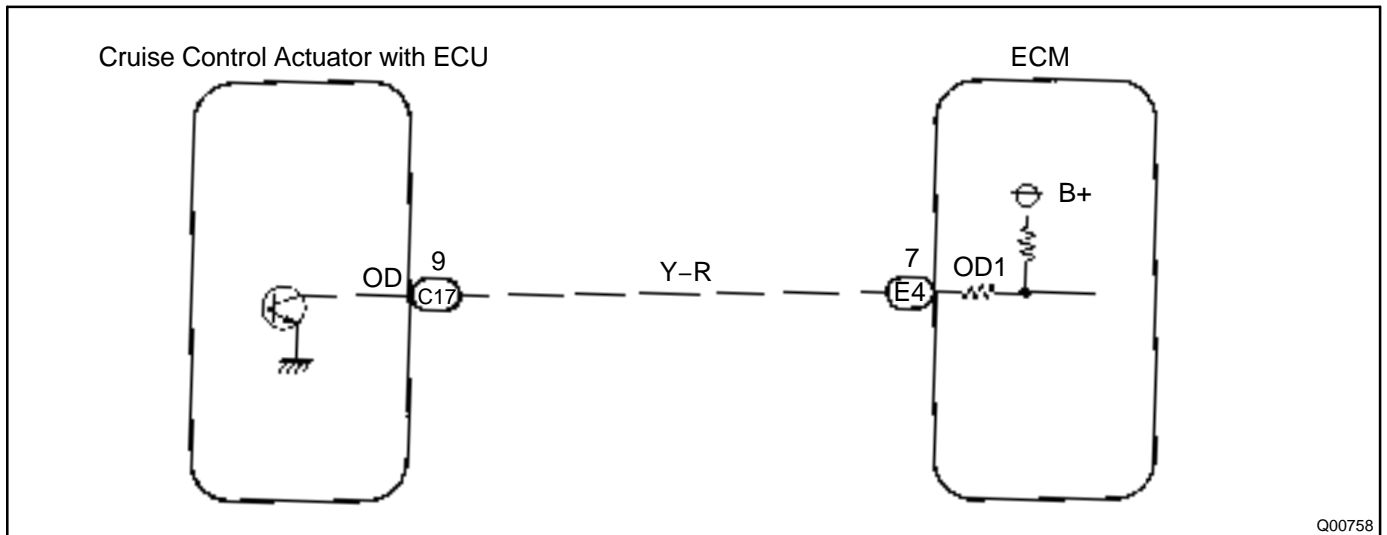 Cruise Control Actuator with ECU
ECM
B+
OD
9
C17
Y-R
7
E4
OD1
Q00758